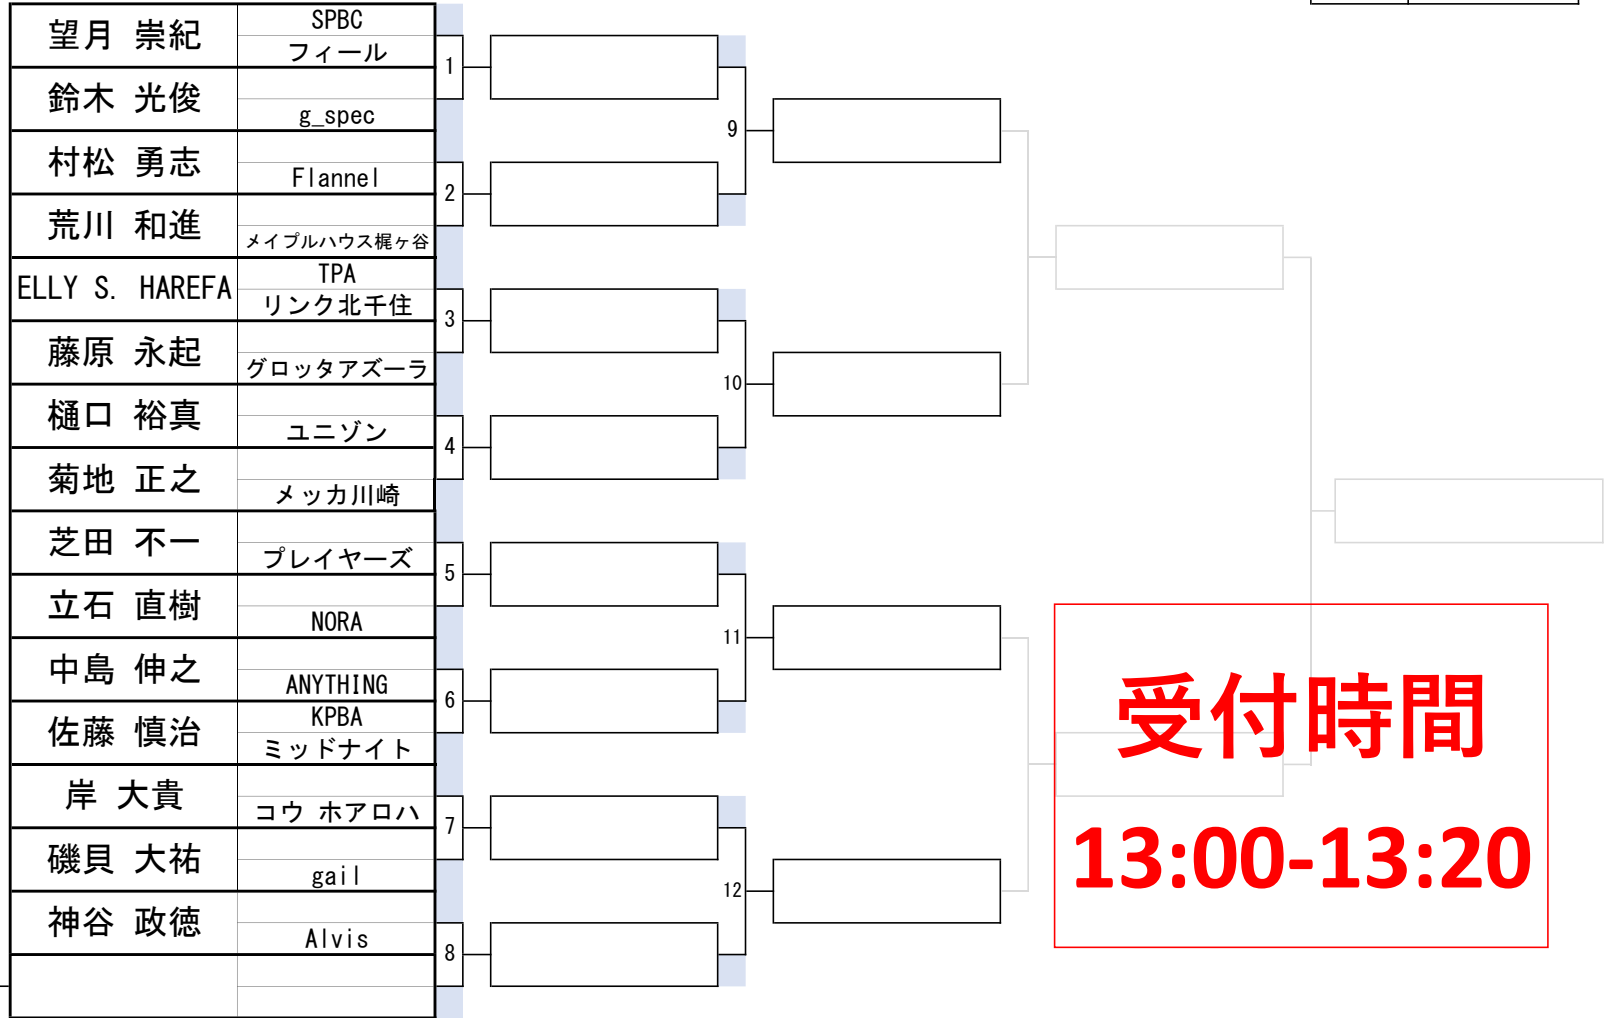 望月 崇紀
SPBC
フィール
1
鈴木 光俊
g_spec
9
村松 勇志
Flannel
2
荒川 和進
メイプルハウス梶ヶ谷
ELLY S. HAREFA
TPA
リンク北千住
3
藤原 永起
グロッタアズーラ
10
樋口 裕真
ユニゾン
4
菊地 正之
メッカ川崎
芝田 不一
プレイヤーズ
5
立石 直樹
NORA
11
中島 伸之
ANYTHING
6
佐藤 慎治
KPBA
ミッドナイト
岸 大貴
コウ ホアロハ
7
磯貝 大祐
gail
12
神谷 政徳
Alvis
8
受付時間
13:00-13:20